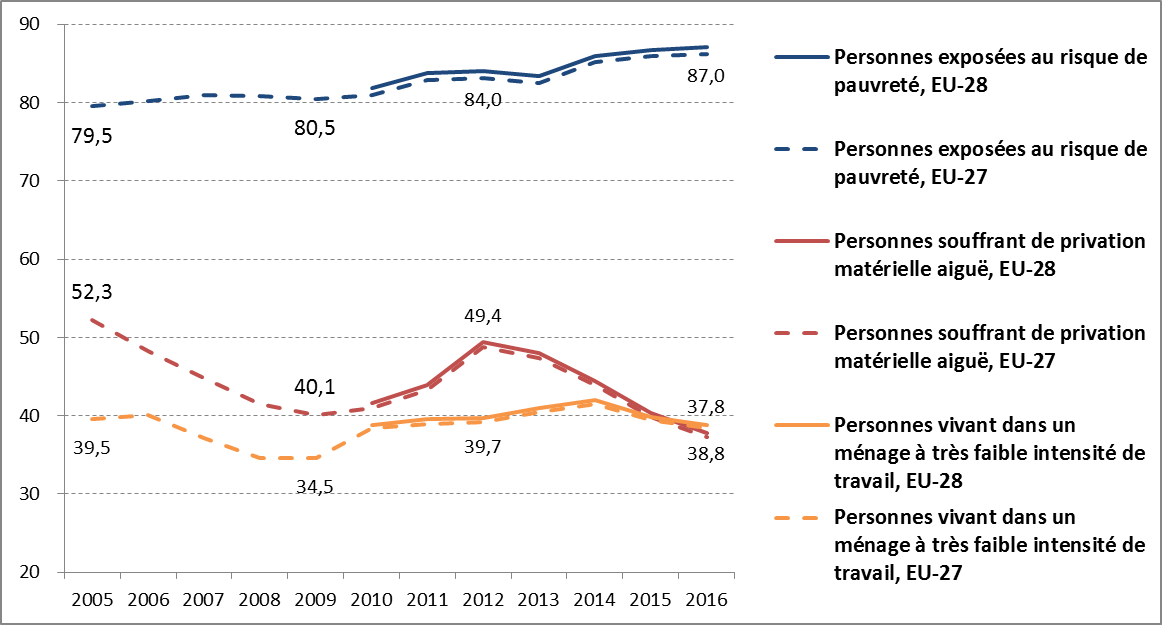 90
80
70
60
50
40
30
20
79,5
80,5
84,0
87,0
52,3
40,1
49,4
37,8
39,5
34,5
39,7
38,8
2005 2006 2007 2008 2009 2010 2011 2012 2013 2014 2015 2016
Personnes exposées au risque de
pauvreté, EU-28
Personnes exposées au risque de
pauvreté, EU-27
Personnes souffrant de privation
matérielle aiguë, EU-28
Personnes souffrant de privation
matérielle aiguë, EU-27
Personnes vivant dans un
ménage à très faible intensité de
travail, EU-28
Personnes vivant dans un
ménage à très faible intensité de
travail, EU-27